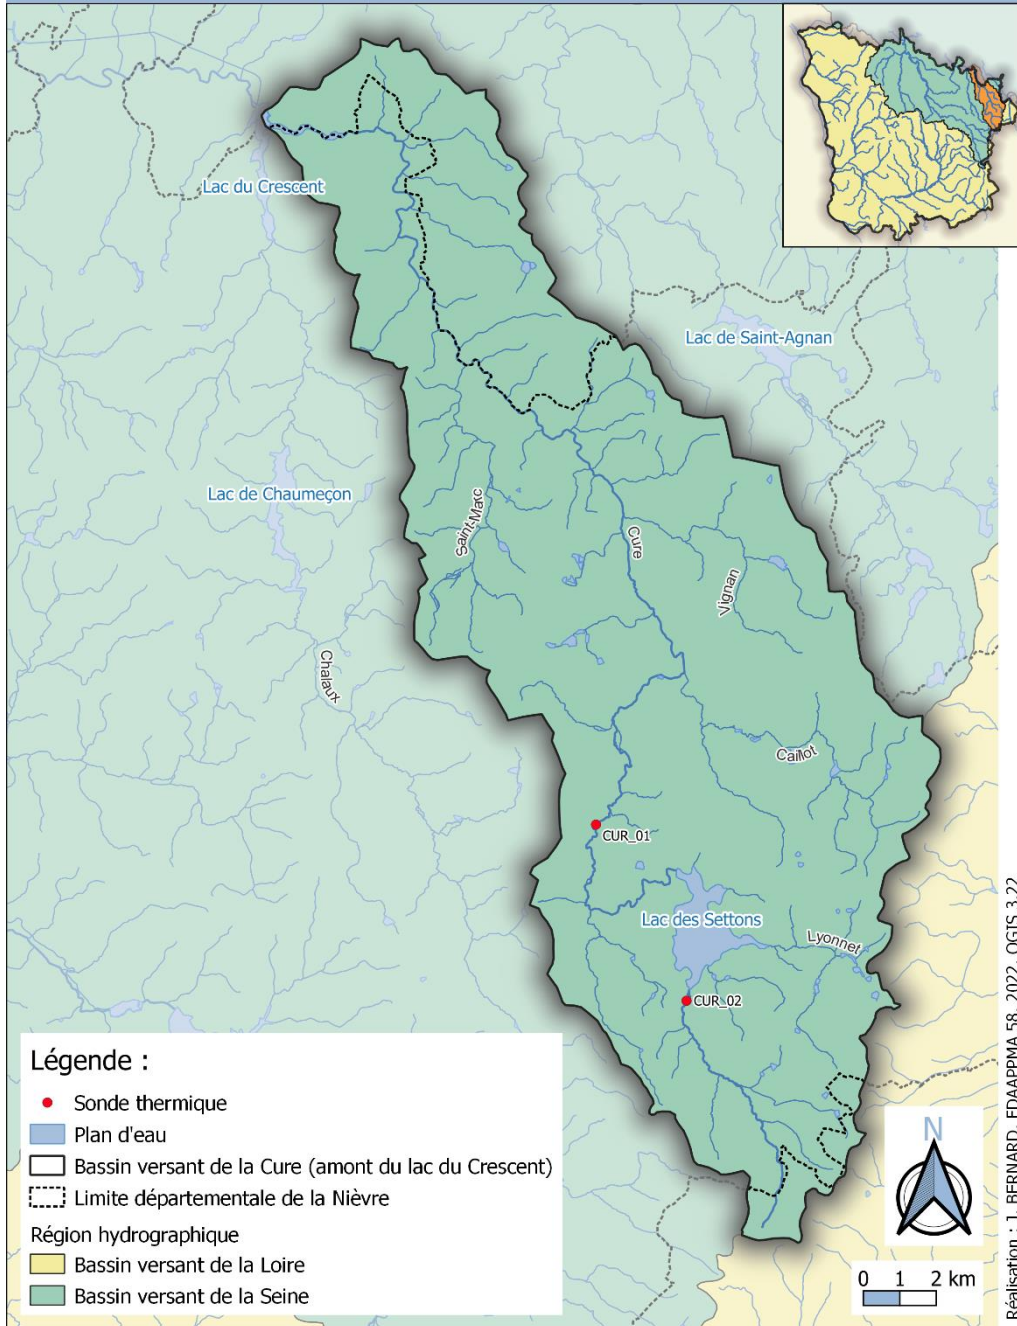 Lac du Crescent
Lac de Saint-Agnan
Lac de Chaumeçon
Saint-Marc
Cure
Vignan
Chalaux
Caillot
CUR_01
Lac des Settons
Lyonnet
CUR_02
Légende :
Sonde thermique
Plan d'eau
Bassin versant de la Cure (amont du lac du Crescent)
Limite départementale de la Nièvre
Région hydrographique
Bassin versant de la Loire
Bassin versant de la Seine
N
0 1 2 km
Réalisation : J. BERNARD, FDAAPPMA 58, 2022, QGIS 3.22